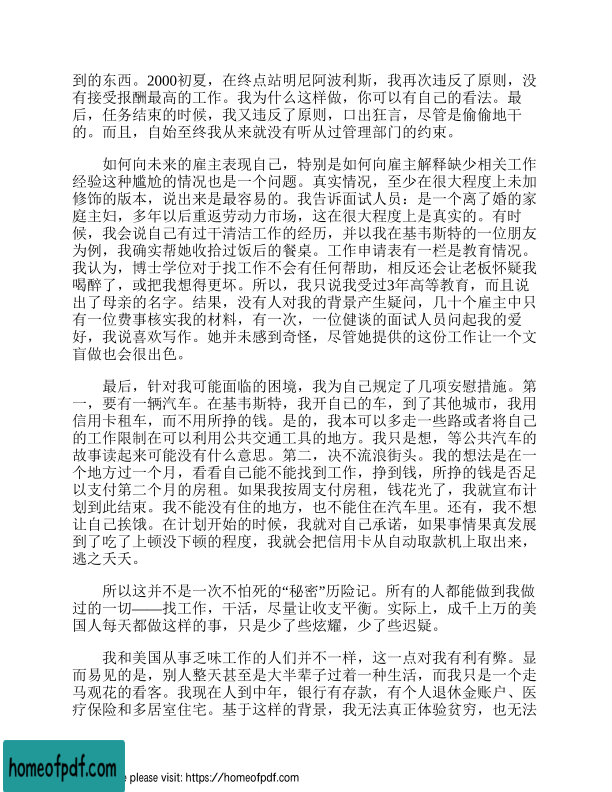 到的东西。2000初夏，在终点站明尼阿波利斯，我再次违反了原则，没
有接受报酬最高的工作。我为什么这样做，你可以有自己的看法。最
后，任务结束的时候，我又违反了原则，口出狂言，尽管是偷偷地干
的。而且，自始至终我从来就没有听从过管理部门的约束。
如何向未来的雇主表现自己，特别是如何向雇主解释缺少相关工作
经验这种尴尬的情况也是一个问题。真实情况，至少在很大程度上未加
修饰的版本，说出来是最容易的。我告诉面试人员：是一个离了婚的家
庭主妇，多年以后重返劳动力市场，这在很大程度上是真实的。有时
候，我会说自己有过干清洁工作的经历，并以我在基韦斯特的一位朋友
为例，我确实帮她收拾过饭后的餐桌。工作申请表有一栏是教育情况。
我认为，博士学位对于找工作不会有任何帮助，相反还会让老板怀疑我
喝醉了，或把我想得更坏。所以，我只说我受过3年高等教育，而且说
出了母亲的名字。结果，没有人对我的背景产生疑问，几十个雇主中只
有一位费事核实我的材料，有一次，一位健谈的面试人员问起我的爱
好，我说喜欢写作。她并未感到奇怪，尽管她提供的这份工作让一个文
盲做也会很出色。
最后，针对我可能面临的困境，我为自己规定了几项安慰措施。第
一，要有一辆汽车。在基韦斯特，我开自己的车，到了其他城市，我用
信用卡租车，而不用所挣的钱。是的，我本可以多走一些路或者将自己
的工作限制在可以利用公共交通工具的地方。我只是想，等公共汽车的
故事读起来可能没有什么意思。第二，决不流浪街头。我的想法是在一
个地方过一个月，看看自己能不能找到工作，挣到钱，所挣的钱是否足
以支付第二个月的房租。如果我按周支付房租，钱花光了，我就宣布计
划到此结束。我不能没有住的地方，也不能住在汽车里。还有，我不想
让自己挨饿。在计划开始的时候，我就对自己承诺，如果事情果真发展
到了吃了上顿没下顿的程度，我就会把信用卡从自动取款机上取出来，
逃之夭夭。
所以这并不是一次不怕死的“秘密”历险记。所有的人都能做到我做
过的一切——找工作，干活，尽量让收支平衡。实际上，成千上万的美
国人每天都做这样的事，只是少了些炫耀，少了些迟疑。
我和美国从事乏味工作的人们并不一样，这一点对我有利有弊。显
而易见的是，别人整天甚至是大半辈子过着一种生活，而我只是一个走
马观花的看客。我现在人到中年，银行有存款，有个人退休金账户、医
疗保险和多居室住宅。基于这样的背景，我无法真正体验贫穷，也无法
homeofpdf.com
please visit: https://homeofpdf.com